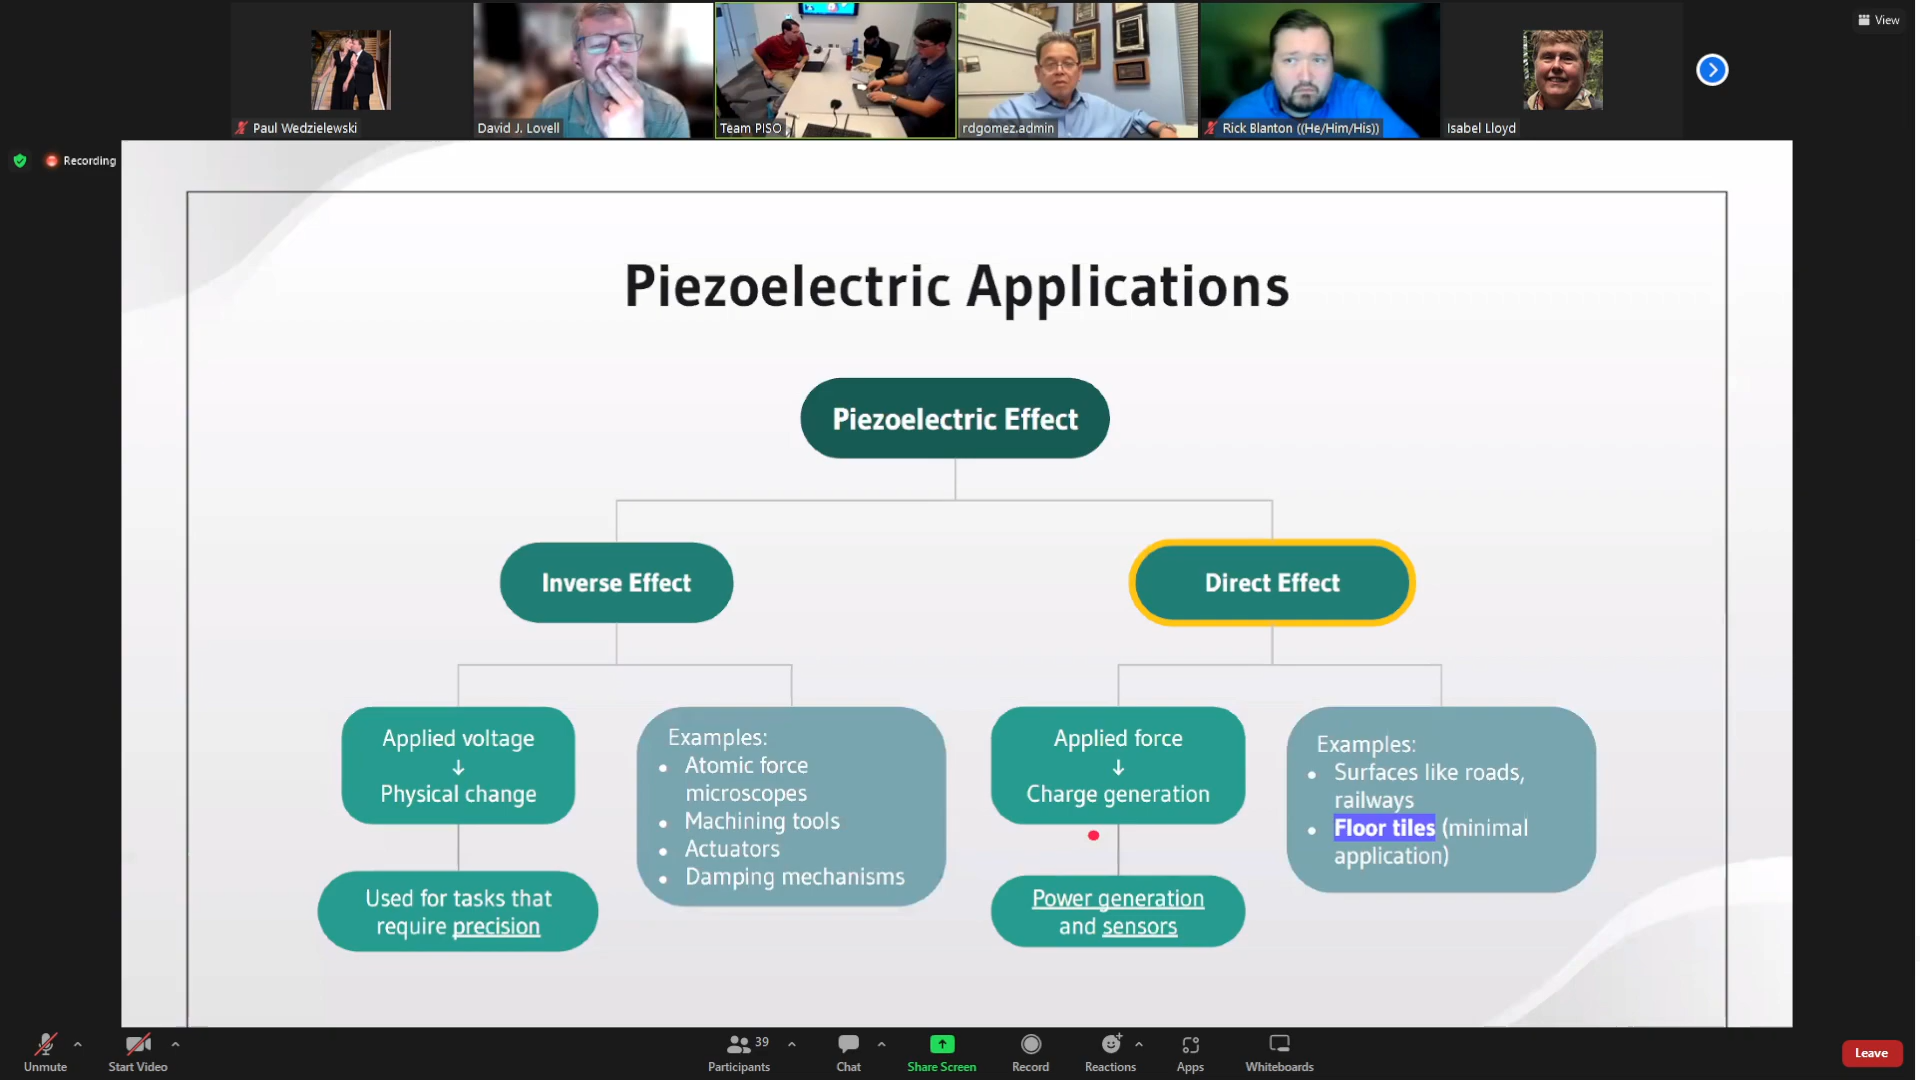 View
Paul Wedzielewski
David J. Lovell
Team PISO
rdgomez.admin
Rick Blanton ((He/Him/His))
Isabel Lloyd
Recording
Piezoelectric Applications
Piezoelectric Effect
Inverse Effect
Direct Effect
Applied voltage
↓
Physical change
Used for tasks that
require precision
Examples:
• Atomic force
microscopes
• Machining tools
• Actuators
• Damping mechanisms
Applied force
↓
Charge generation
Power generation
and sensors
Examples:
• Surfaces like roads,
railways
• Floor tiles (minimal
application)
Unmute
Start Video
39
Participants
Chat
Share Screen
Record
Reactions
Apps
Whiteboards
Leave